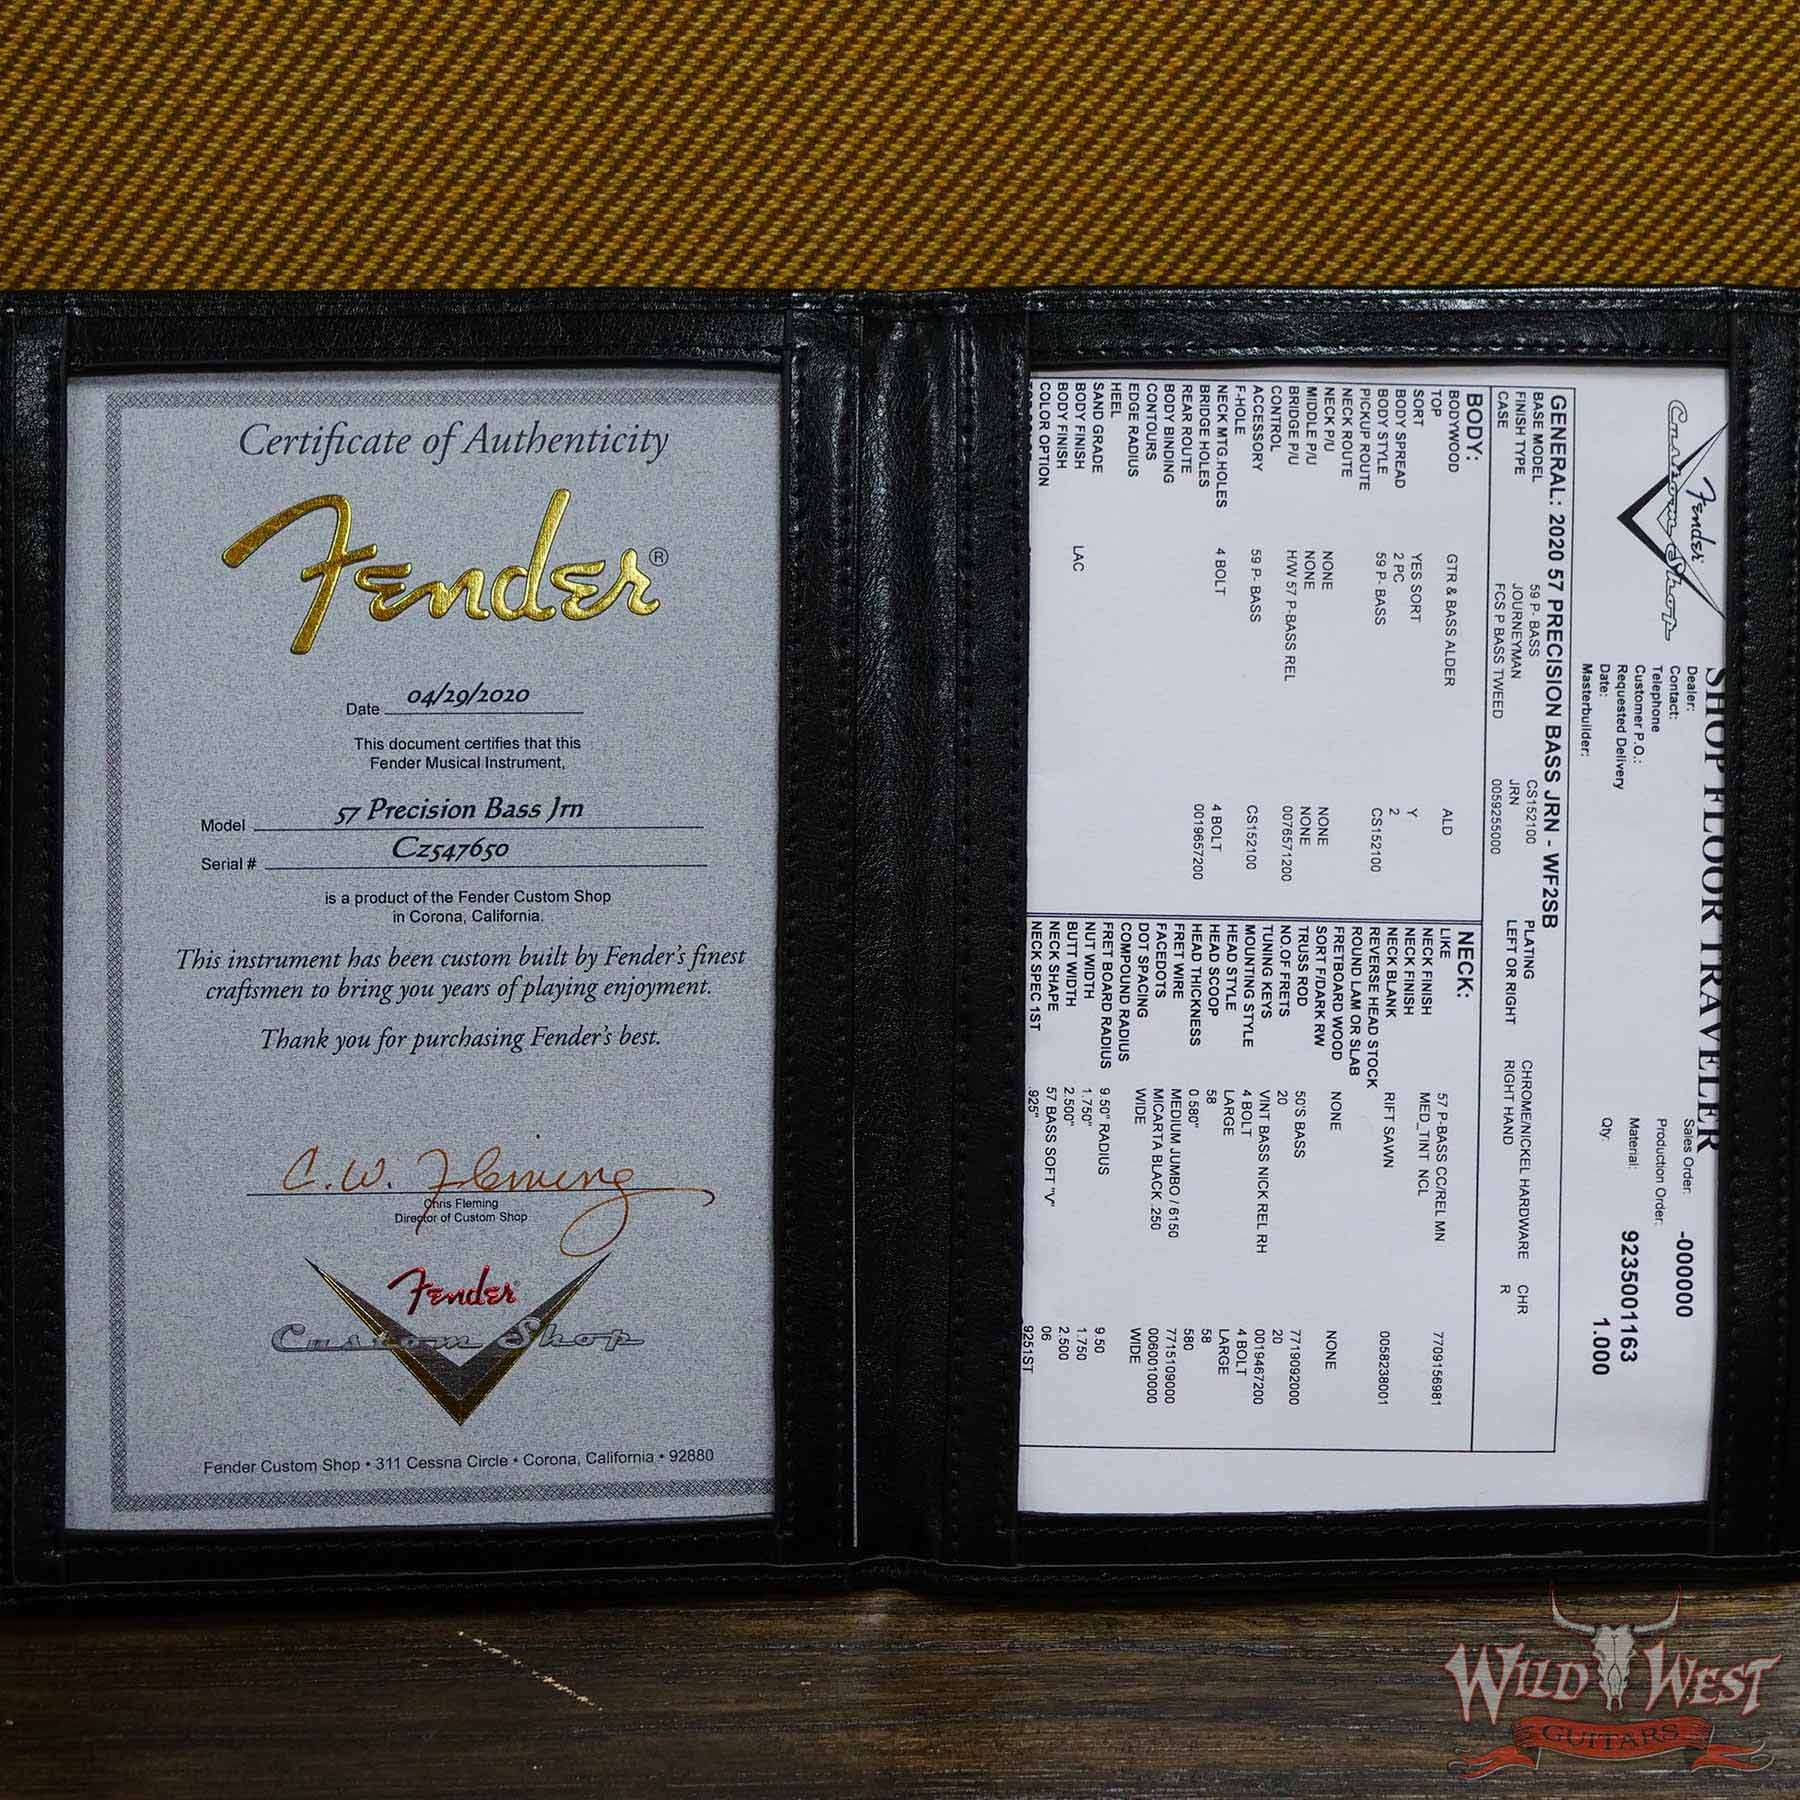 Certificate of Authenticity
Fender®
Date 04/29/2020
This document certifies that this
Fender Musical Instrument,
Model 57 Precision Bass Jrn
Serial # Cz547650
is a product of the Fender Custom Shop
in Corona, California.
This instrument has been custom built by Fender's finest
craftsmen to bring you years of playing enjoyment.
Thank you for purchasing Fender's best.
C.W. Fleming
Chris Fleming
Director of Custom Shop
Fender
Custom Shop
Fender Custom Shop • 311 Cessna Circle • Corona, California • 92880
Fender
Custom Shop
SHOP FLOOR TRAVELER
Dealer:
Contact:
Telephone
Customer P.O.:
Requested Delivery
Date:
Masterbuilder:
Sales Order: -000000
Production Order:
Material: 9235001163
Qty: 1.000
GENERAL: 2020 57 PRECISION BASS JRN - WF2SB
BASE MODEL 59 P- BASS CS152100 PLATING CHROME/NICKEL HARDWARE CHR
FINISH TYPE JOURNEYMAN JRN LEFT OR RIGHT RIGHT HAND R
CASE FCS P BASS TWEED 0059255000
BODY:
BODYWOOD GTR & BASS ALDER ALD
TOP
SORT YES SORT Y
BODY SPREAD 2 PC 2
BODY STYLE 59 P- BASS CS152100
PICKUP ROUTE
NECK ROUTE
NECK P/U NONE NONE
MIDDLE P/U NONE NONE
BRIDGE P/U H/W 57 P-BASS REL 0076571200
CONTROL
ACCESSORY 59 P- BASS CS152100
F-HOLE
NECK MTG.HOLES 4 BOLT 4 BOLT
BRIDGE HOLES 0019657200
REAR ROUTE
BODY BINDING
CONTOURS
EDGE RADIUS
HEEL
SAND GRADE
BODY FINISH LAC
BODY FINISH
COLOR OPTION
NECK:
LIKE 57 P-BASS CC/REL MN 7709156981
NECK FINISH MED_TINT NCL
NECK FINISH
NECK BLANK RIFT SAWN 0058238001
REVERSE HEAD STOCK
ROUND LAM OR SLAB
FRETBOARD WOOD NONE NONE
SORT F/DARK RW
TRUSS ROD 50'S BASS 7719092000
NO.OF FRETS 20 20
TUNING KEYS VINT BASS NICK REL RH 0019467200
MOUNTING STYLE 4 BOLT 4 BOLT
HEAD STYLE LARGE LARGE
HEAD SCOOP 58 58
HEAD THICKNESS 0.580" 580
FRET WIRE MEDIUM JUMBO / 6150 7715109000
FACEDOTS MICARTA BLACK .250 0060010000
DOT SPACING WIDE WIDE
COMPOUND RADIUS
FRET BOARD RADIUS 9.50" RADIUS 9.50
NUT WIDTH 1.750" 1.750
BUTT WIDTH 2.500" 2.500
NECK SHAPE 57 BASS SOFT "V" 06
NECK SPEC 1ST .925" 9251ST
WILD WEST
GUITARS